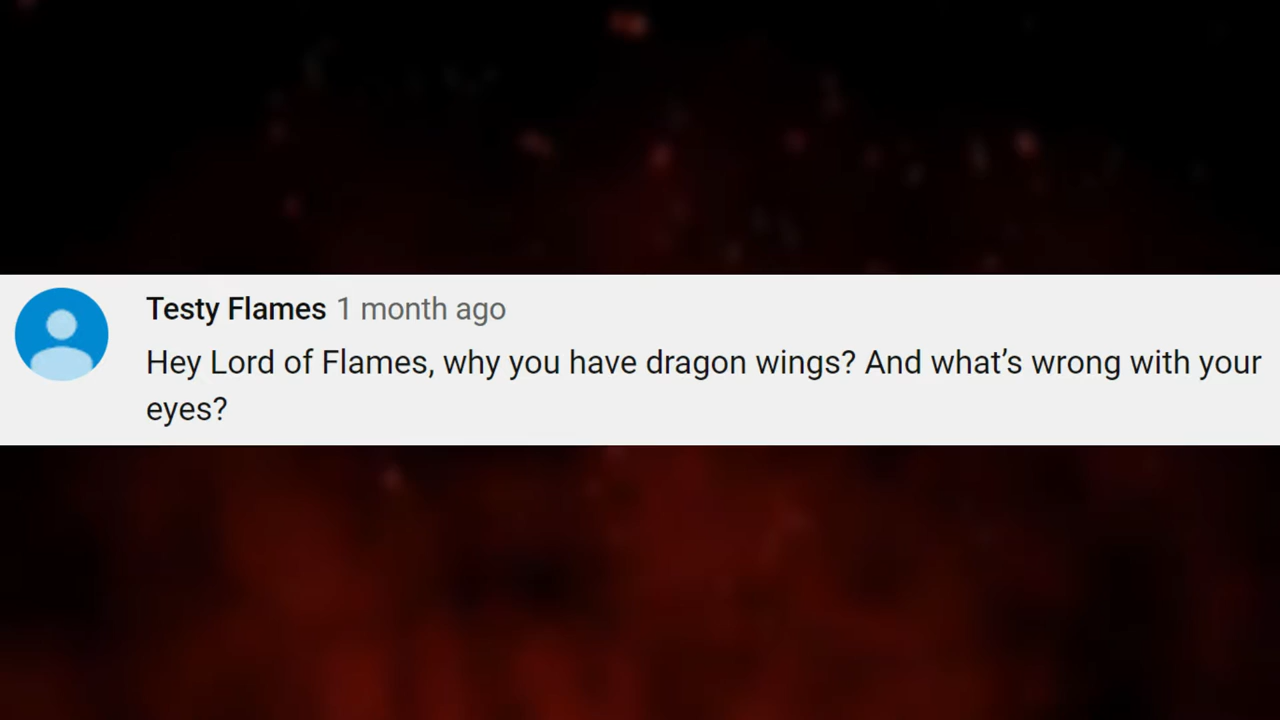 Testy Flames 1 month ago
Hey Lord of Flames, why you have dragon wings? And what’s wrong with your
eyes?